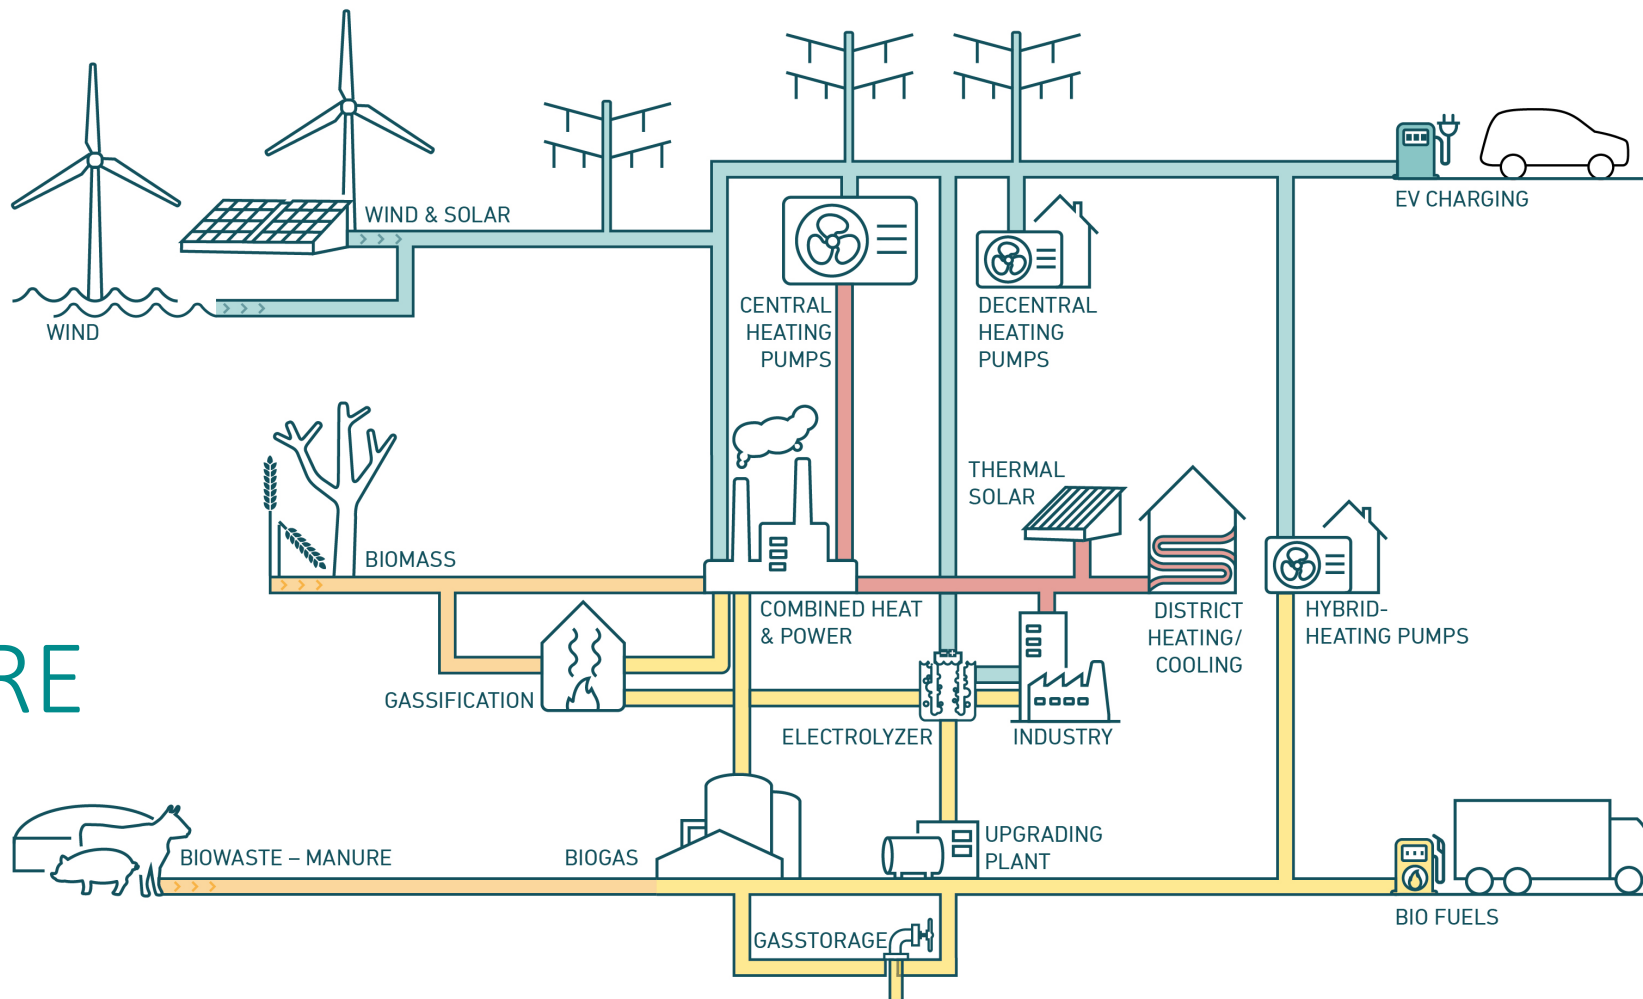 WIND & SOLAR
EV CHARGING
WIND
CENTRAL
HEATING
PUMPS
DECENTRAL
HEATING
PUMPS
THERMAL
SOLAR
BIOMASS
COMBINED HEAT
& POWER
DISTRICT
HEATING/
COOLING
HYBRID-
HEATING PUMPS
RE
GASSIFICATION
ELECTROLYZER
INDUSTRY
BIOWASTE – MANURE
BIOGAS
UPGRADING
PLANT
BIO FUELS
GASSTORAGE